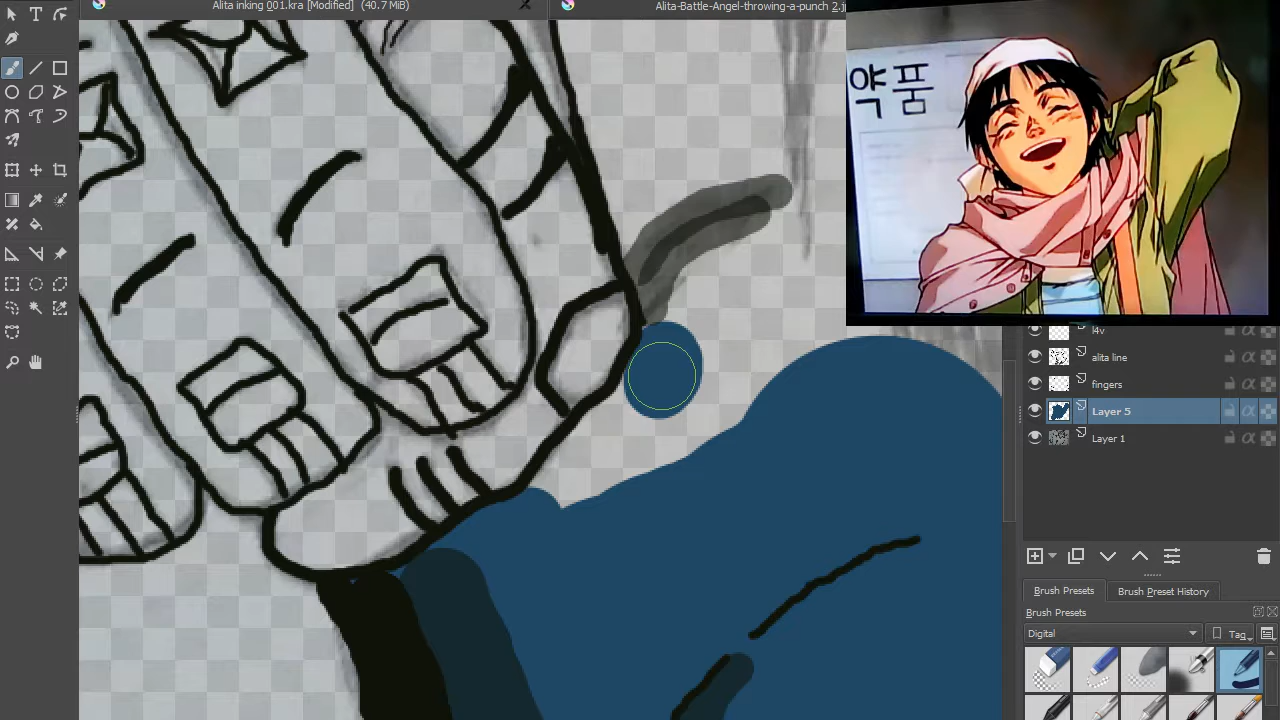 Alita inking 001.kra [Modified] (40.7 MiB)
Alita-Battle-Angel-throwing-a-punch 2.j
약품
l4v
alita line
fingers
Layer 5
Layer 1
Brush Presets
Brush Preset History
Brush Presets
Digital
Tag